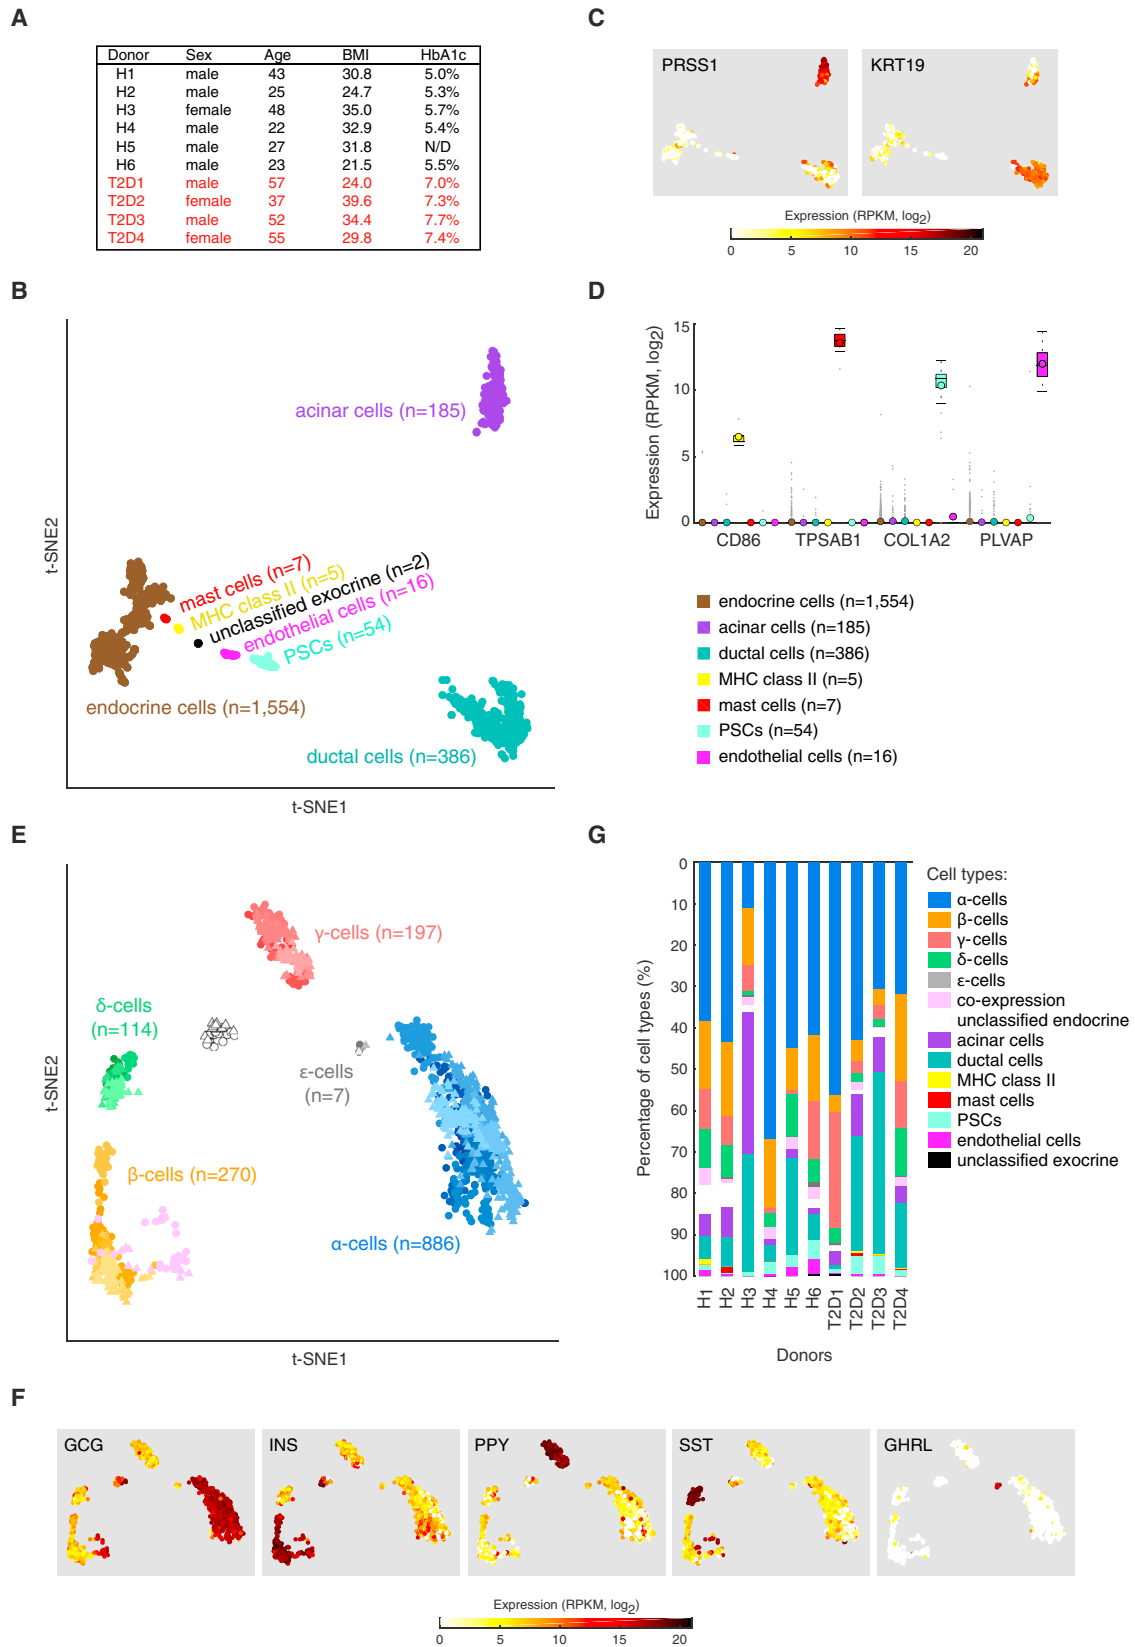 A
Donor Sex Age BMI HbA1c
H1 male 43 30.8 5.0%
H2 male 25 24.7 5.3%
H3 female 48 35.0 5.7%
H4 male 22 32.9 5.4%
H5 male 27 31.8 N/D
H6 male 23 21.5 5.5%
T2D1 male 57 24.0 7.0%
T2D2 female 37 39.6 7.3%
T2D3 male 52 34.4 7.7%
T2D4 female 55 29.8 7.4%
B
t-SNE2
acinar cells (n=185)
mast cells (n=7)
MHC class II (n=5)
unclassified exocrine (n=2)
endothelial cells (n=16)
PSCs (n=54)
endocrine cells (n=1,554)
ductal cells (n=386)
t-SNE1
C
PRSS1
KRT19
Expression (RPKM, log2)
0 5 10 15 20
D
Expression (RPKM, log2)
15
10
5
0
CD86 TPSAB1 COL1A2 PLVAP
endocrine cells (n=1,554)
acinar cells (n=185)
ductal cells (n=386)
MHC class II (n=5)
mast cells (n=7)
PSCs (n=54)
endothelial cells (n=16)
E
t-SNE2
γ-cells (n=197)
δ-cells
(n=114)
ε-cells
(n=7)
β-cells (n=270)
α-cells (n=886)
t-SNE1
G
Percentage of cell types (%)
0
10
20
30
40
50
60
70
80
90
100
H1 H2 H3 H4 H5 H6 T2D1 T2D2 T2D3 T2D4
Donors
Cell types:
α-cells
β-cells
γ-cells
δ-cells
ε-cells
co-expression
unclassified endocrine
acinar cells
ductal cells
MHC class II
mast cells
PSCs
endothelial cells
unclassified exocrine
F
GCG
INS
PPY
SST
GHRL
Expression (RPKM, log2)
0 5 10 15 20